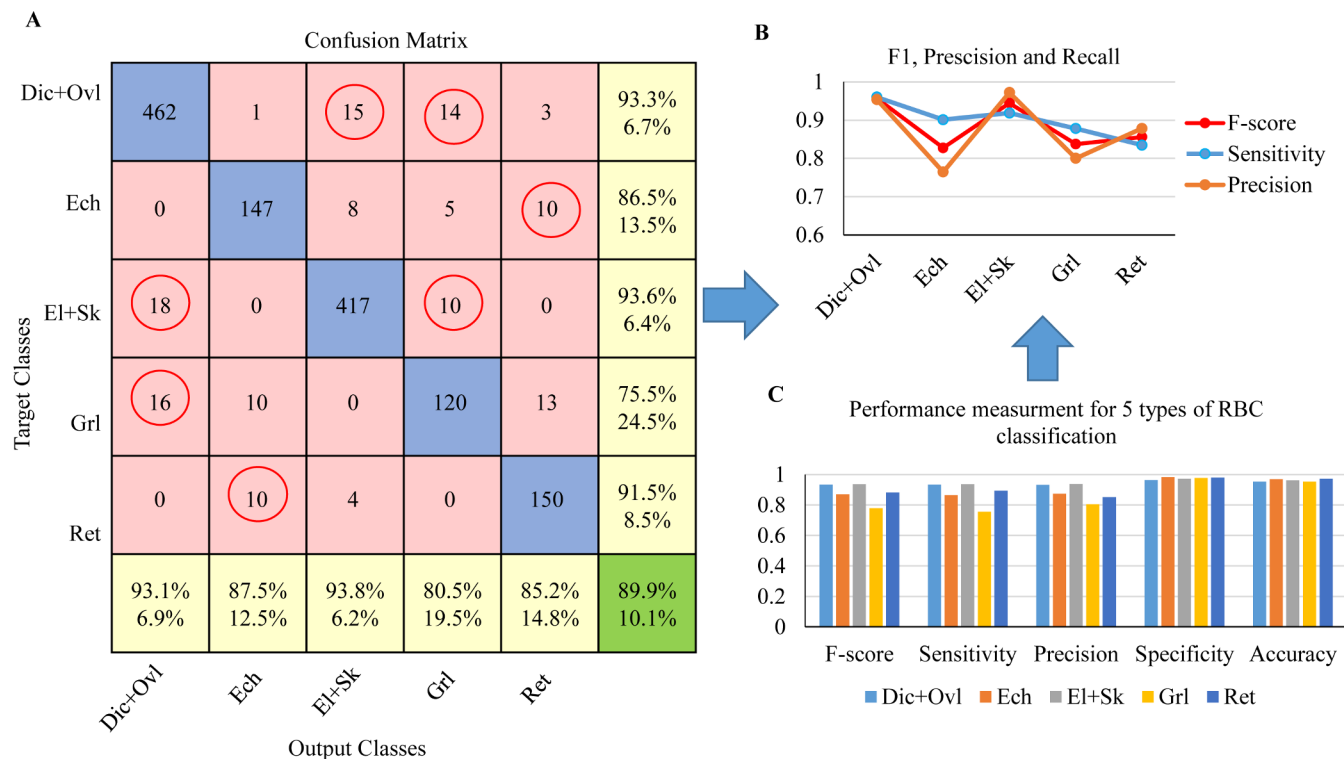 A
Confusion Matrix
Dic+Ovl
462 1 15 14 3 93.3%
6.7%
Ech
0 147 8 5 10 86.5%
13.5%
El+Sk
18 0 417 10 0 93.6%
6.4%
Grl
16 10 0 120 13 75.5%
24.5%
Ret
0 10 4 0 150 91.5%
8.5%
93.1% 87.5% 93.8% 80.5% 85.2% 89.9%
6.9% 12.5% 6.2% 19.5% 14.8% 10.1%
Dic+Ovl Ech El+Sk Grl Ret
Target Classes
Output Classes
B
F1, Prescision and Recall
1
0.9
0.8
0.7
0.6
Dic+Ovl Ech El+Sk Grl Ret
F-score
Sensitivity
Precision
C
Performance measurment for 5 types of RBC
classification
1
0.8
0.6
0.4
0.2
0
F-score Sensitivity Precision Specificity Accuracy
Dic+Ovl Ech El+Sk Grl Ret